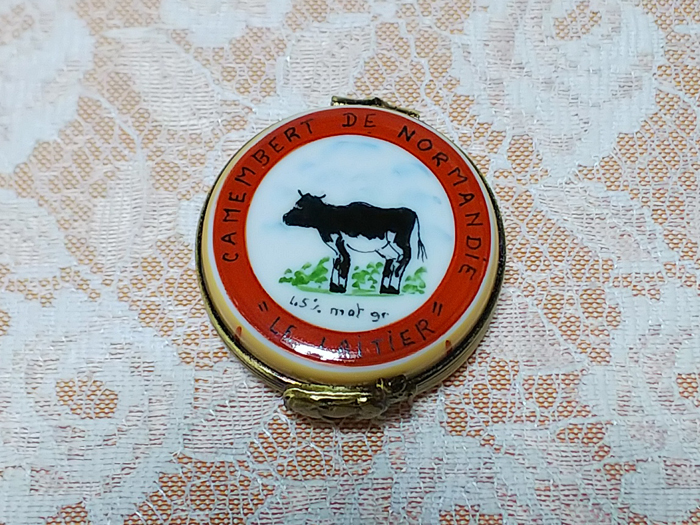 CAMEMBERT DE NORMANDIE
45% mat gr
"LE LAITIER"